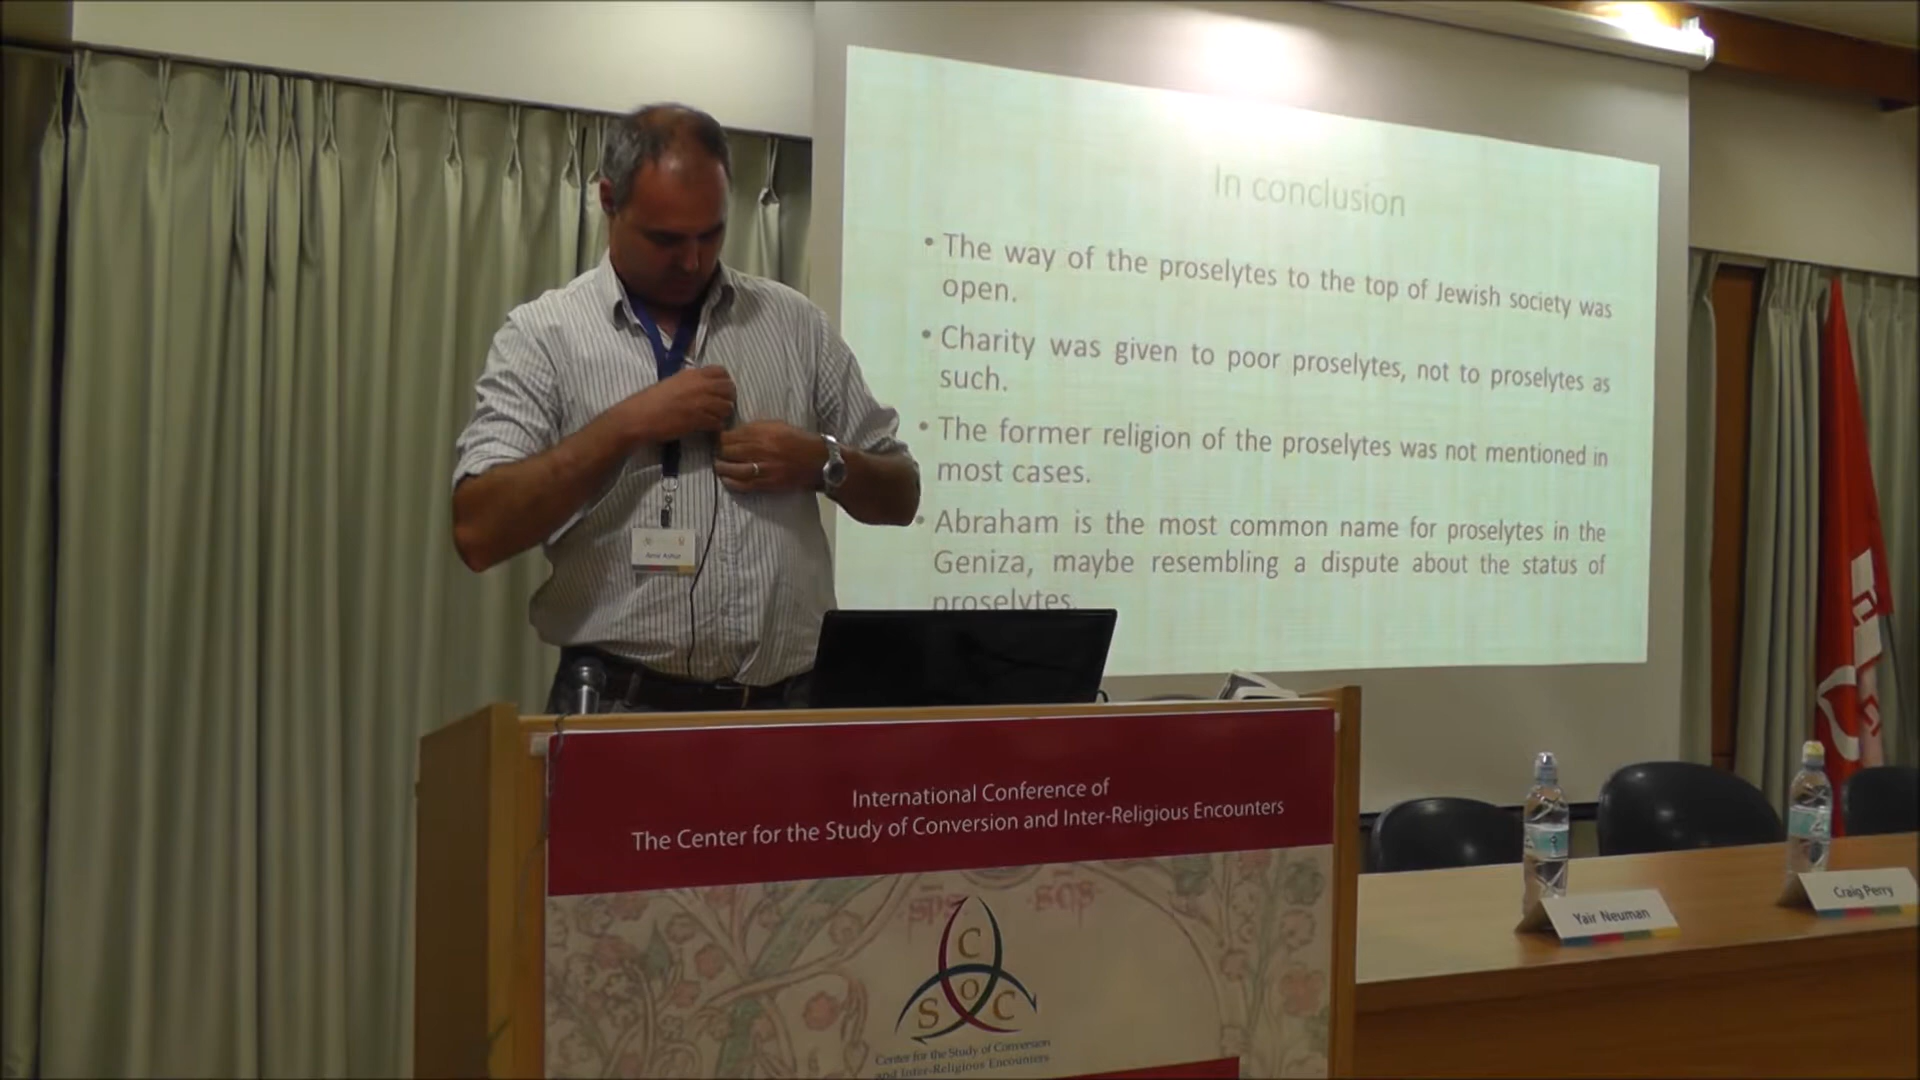 In conclusion
• The way of the proselytes to the top of Jewish society was
open.
• Charity was given to poor proselytes, not to proselytes as
such.
• The former religion of the proselytes was not mentioned in
most cases.
• Abraham is the most common name for proselytes in the
Geniza, maybe resembling a dispute about the status of
proselytes.
International Conference of
The Center for the Study of Conversion and Inter-Religious Encounters
C
S O C
Center for the Study of Conversion
and Inter-Religious Encounters
Yair Neuman
Craig Perry